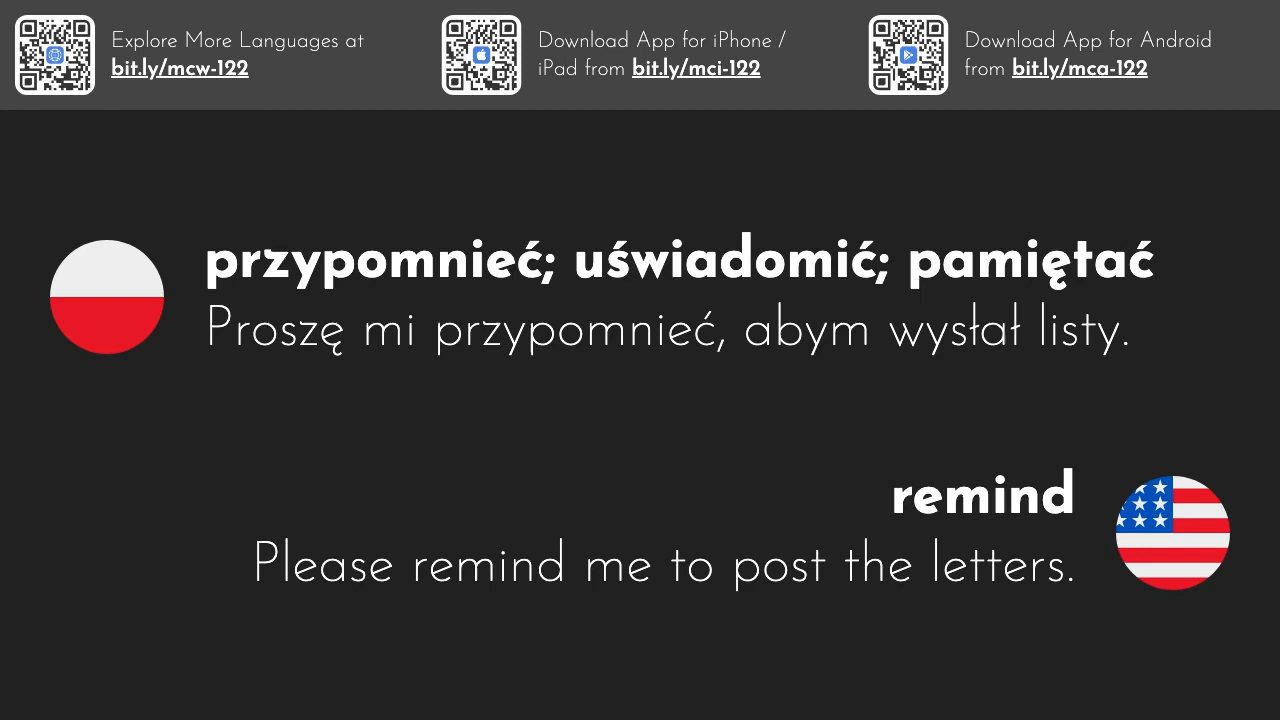 Explore More Languages at
bit.ly/mcw-122
Download App for iPhone /
iPad from bit.ly/mci-122
Download App for Android
from bit.ly/mca-122
przypomnieć; uświadomić; pamiętać
Proszę mi przypomnieć, abym wysłał listy.
remind
Please remind me to post the letters.